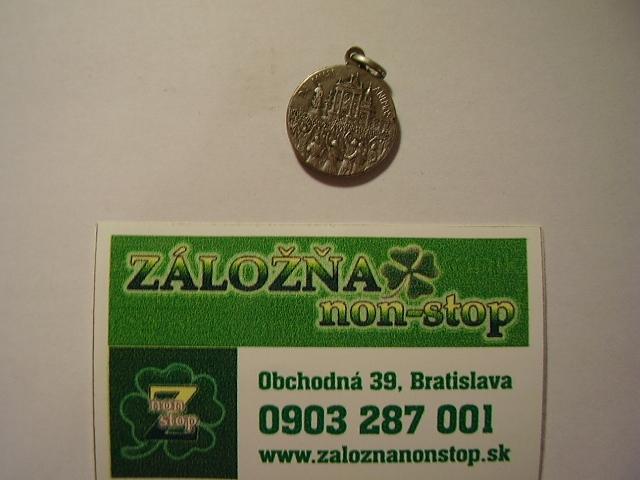 ZÁLOŽŇA
non-stop
Z
non
stop
Obchodná 39, Bratislava
0903 287 001
www.zaloznanonstop.sk